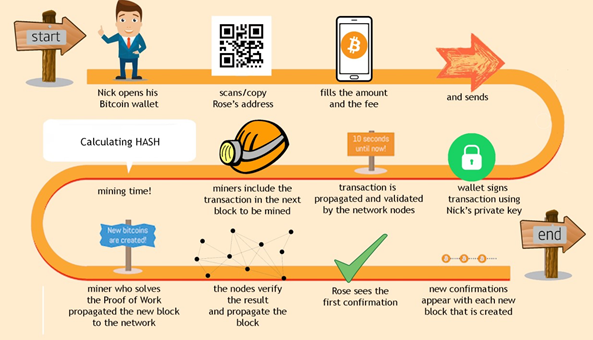 start
Nick opens his
Bitcoin wallet
scans/copy
Rose's address
fills the amount
and the fee
and sends
wallet signs
transaction using
Nick's private key
10 seconds
until now!
transaction is
propagated and validated
by the network nodes
miners include the
transaction in the next
block to be mined
Calculating HASH
mining time!
New bitcoins
are created!
miner who solves
the Proof of Work
propagated the new block
to the network
the nodes verify
the result
and propagate the
block
Rose sees the
first confirmation
new confirmations
appear with each new
block that is created
end